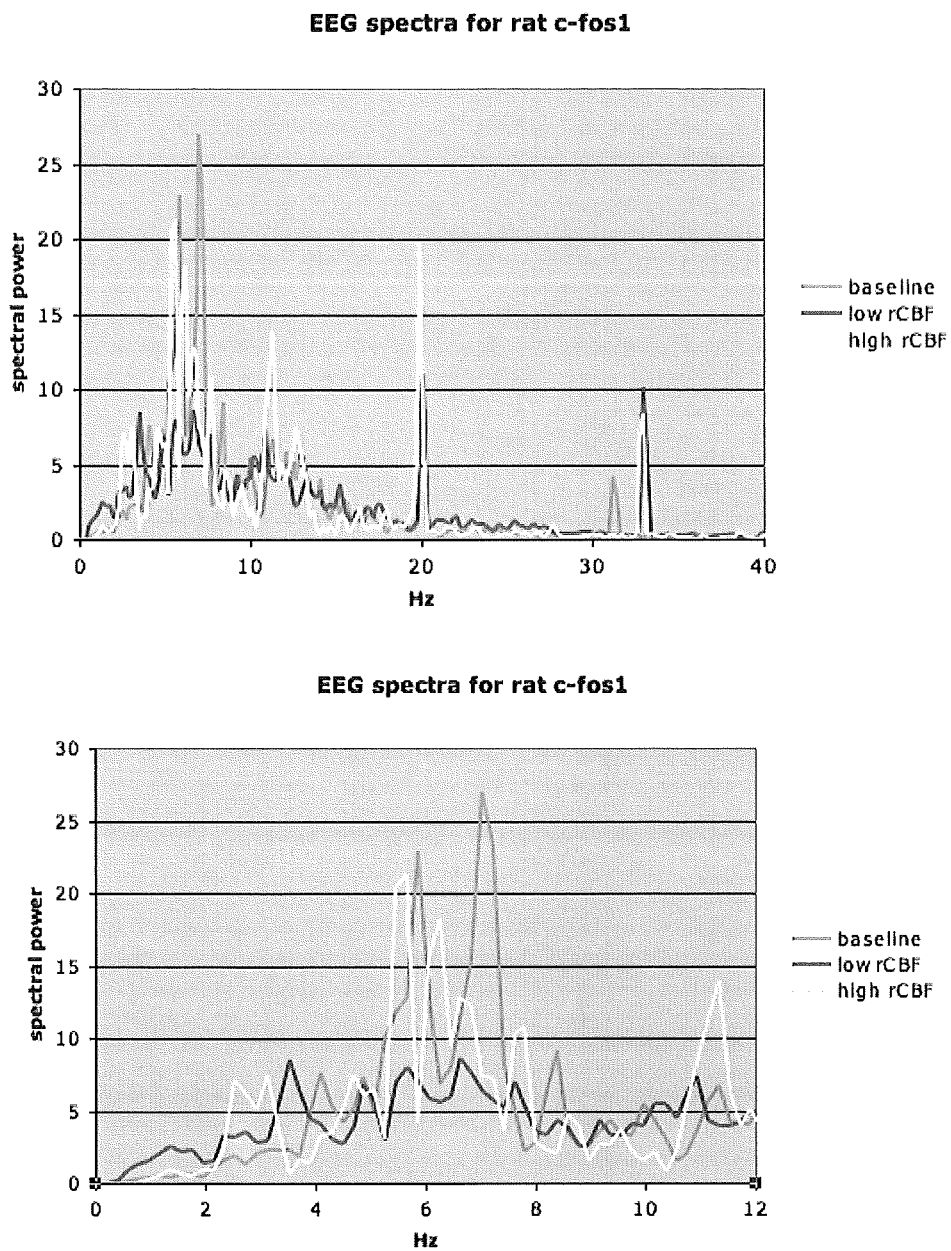 EEG spectra for rat c-fos1
30
25
20
15
10
5
0
spectral power
0 10 20 30 40
Hz
baseline
low rCBF
high rCBF
EEG spectra for rat c-fos1
30
25
20
15
10
5
0
spectral power
0 2 4 6 8 10 12
Hz
baseline
low rCBF
high rCBF